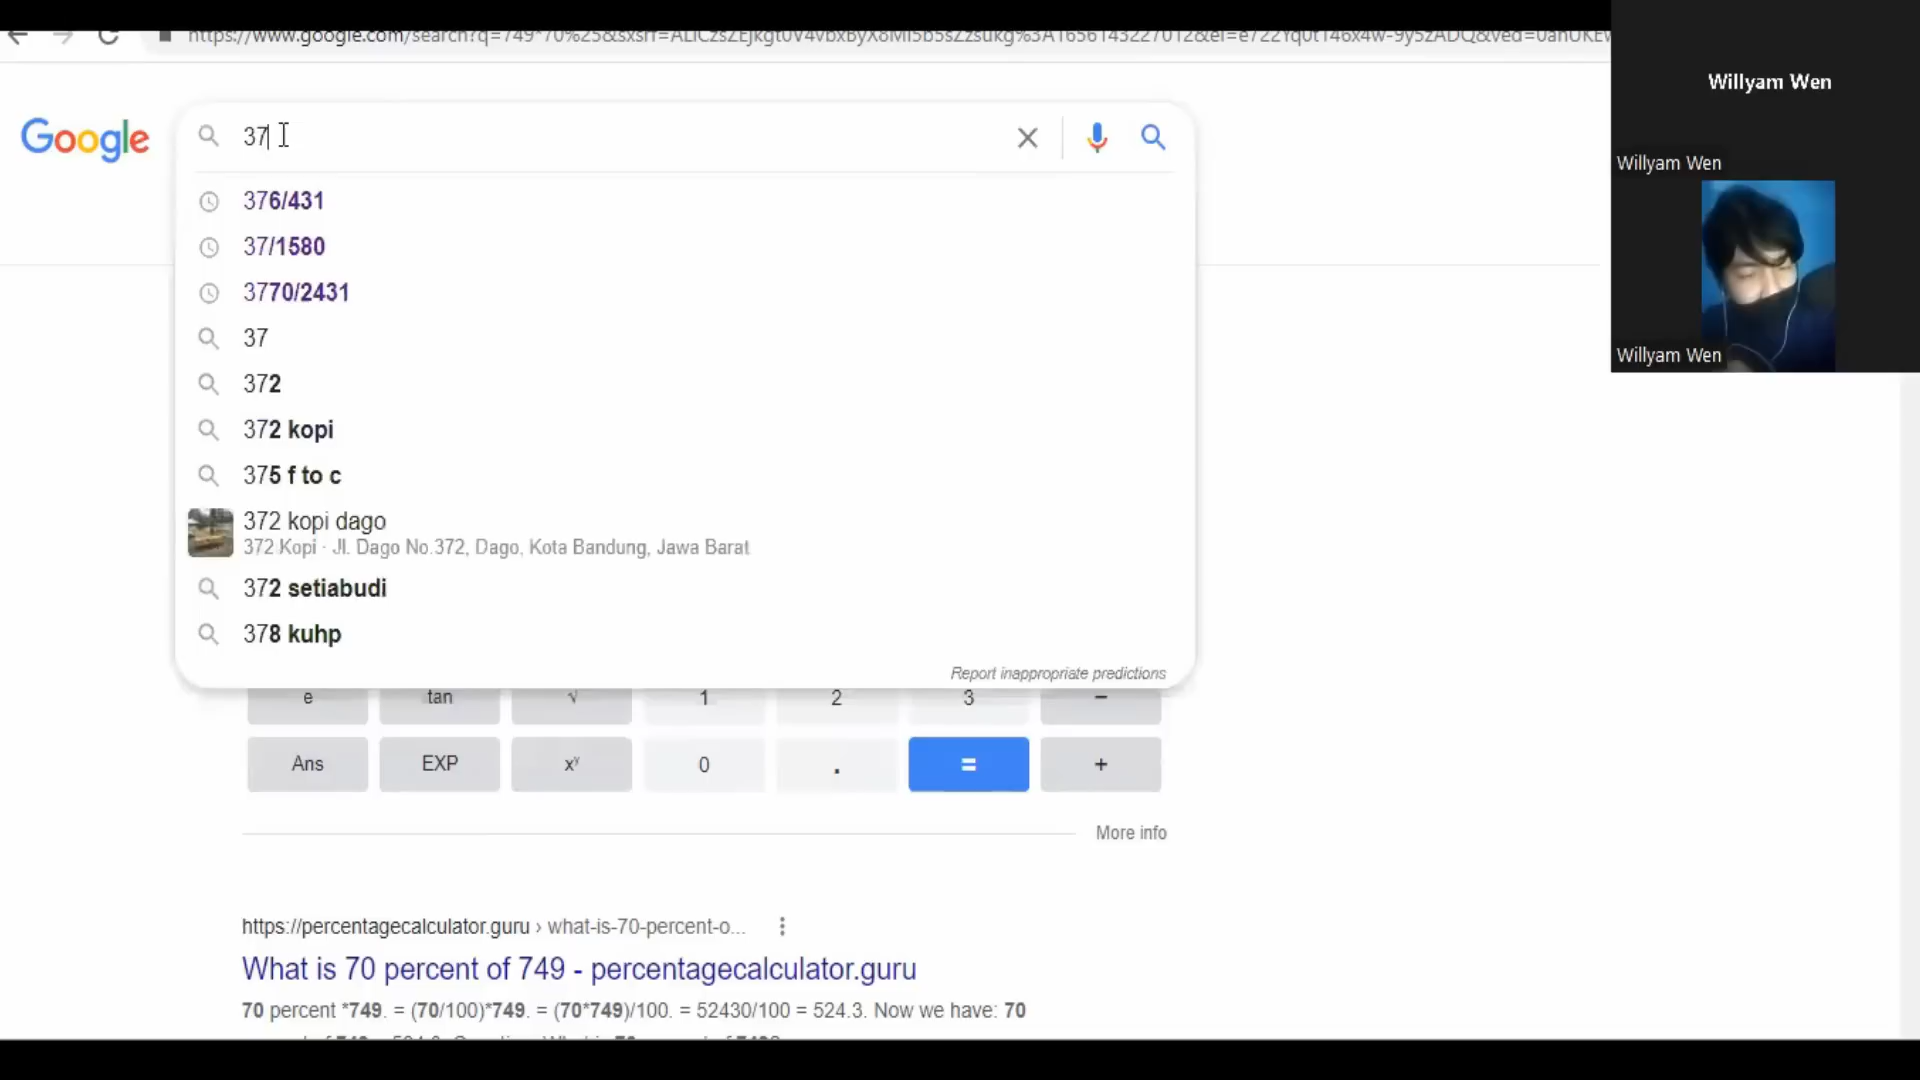 Willyam Wen
Google
37
Willyam Wen
376/431
37/1580
3770/2431
37
Willyam Wen
372
372 kopi
375 f to c
372 kopi dago
372 Kopi · Jl. Dago No.372, Dago, Kota Bandung, Jawa Barat
372 setiabudi
378 kuhp
Report inappropriate predictions
e tan √ 1 2 3 −
Ans EXP xʸ 0 . = +
More info
https://percentagecalculator.guru › what-is-70-percent-o...
What is 70 percent of 749 - percentagecalculator.guru
70 percent *749. = (70/100)*749. = (70*749)/100. = 52430/100 = 524.3. Now we have: 70